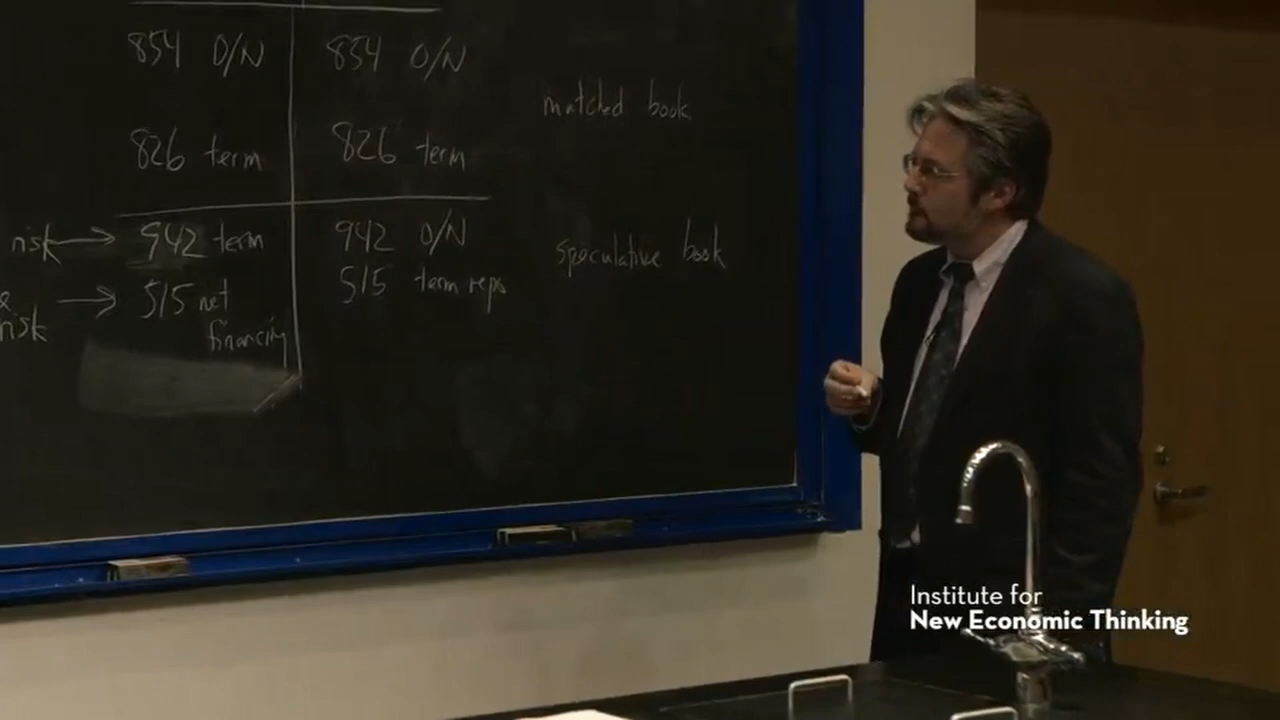 854 O/N 854 O/N
matched book
826 term 826 term
risk → 942 term 942 O/N
speculative book
& → 515 net 515 term repo
risk financing
Institute for
New Economic Thinking